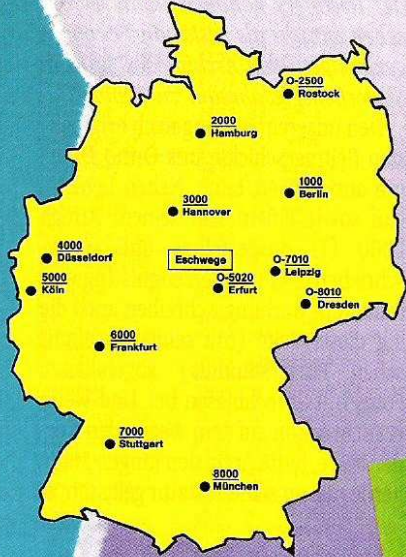 O-2500
Rostock
2000
Hamburg
1000
Berlin
3000
Hannover
4000
Düsseldorf
Eschwege
O-7010
Leipzig
5000
Köln
O-5020
Erfurt
O-8010
Dresden
6000
Frankfurt
7000
Stuttgart
8000
München